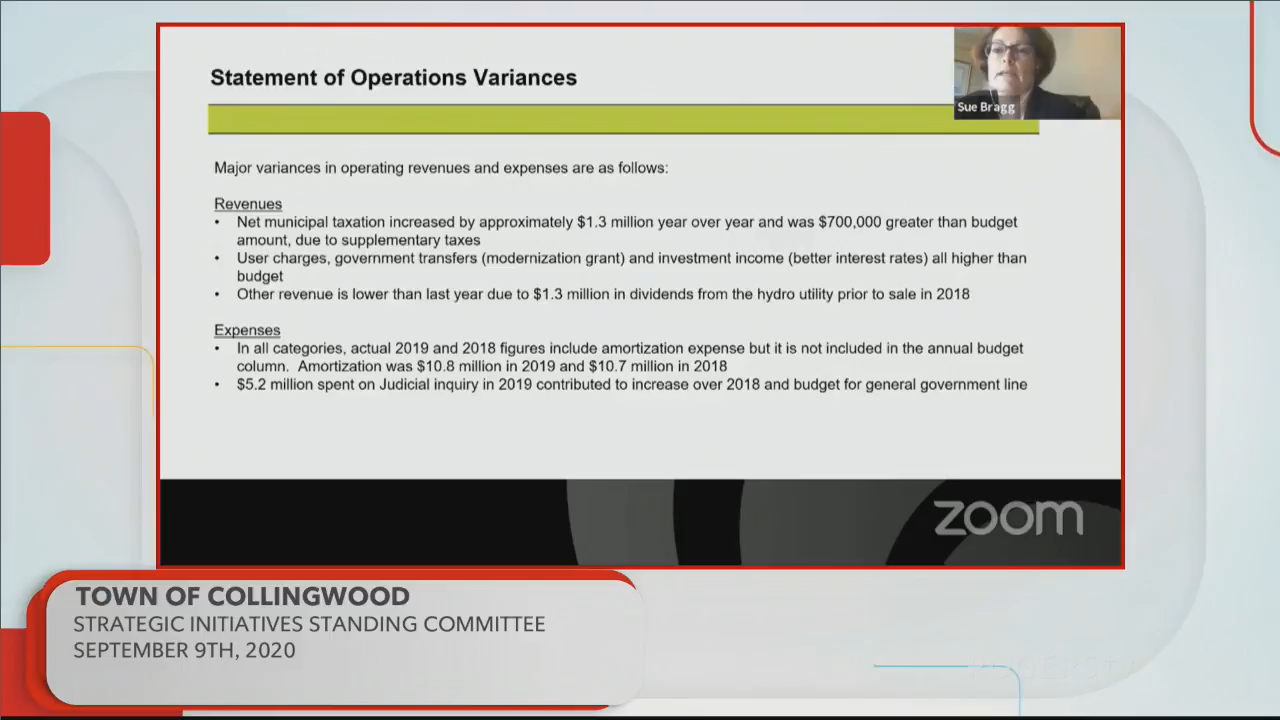 Statement of Operations Variances
Sue Bragg
Major variances in operating revenues and expenses are as follows:
Revenues
• Net municipal taxation increased by approximately $1.3 million year over year and was $700,000 greater than budget
amount, due to supplementary taxes
• User charges, government transfers (modernization grant) and investment income (better interest rates) all higher than
budget
• Other revenue is lower than last year due to $1.3 million in dividends from the hydro utility prior to sale in 2018
Expenses
• In all categories, actual 2019 and 2018 figures include amortization expense but it is not included in the annual budget
column. Amortization was $10.8 million in 2019 and $10.7 million in 2018
• $5.2 million spent on Judicial inquiry in 2019 contributed to increase over 2018 and budget for general government line
zoom
TOWN OF COLLINGWOOD
STRATEGIC INITIATIVES STANDING COMMITTEE
SEPTEMBER 9TH, 2020